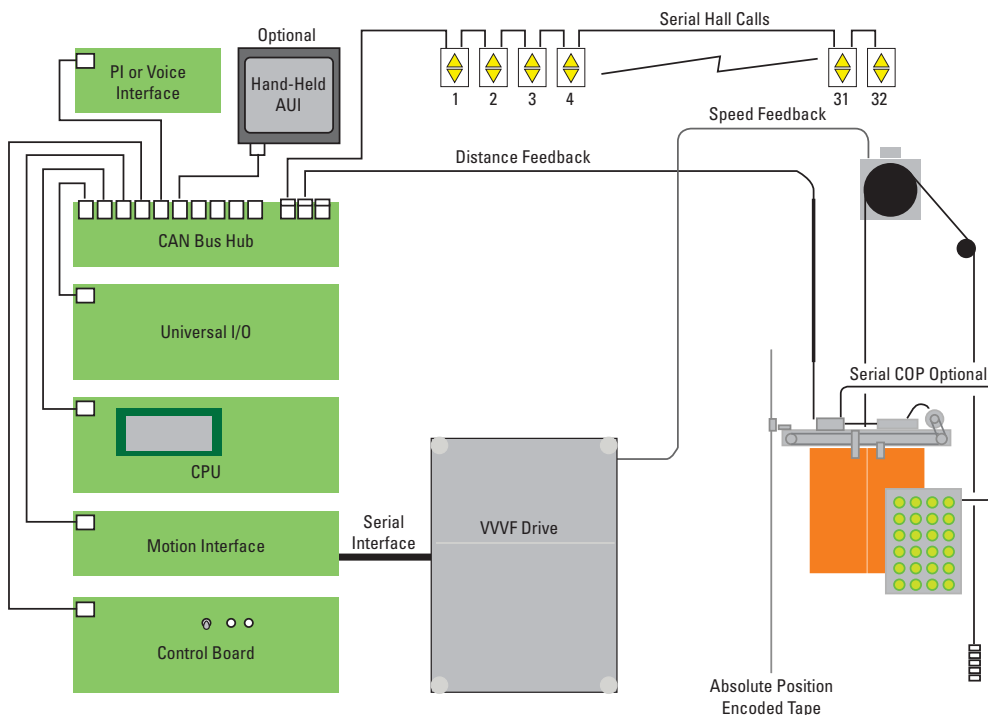 Serial Hall Calls
Optional
PI or Voice
Interface
Hand-Held
AUI
1 2 3 4 31 32
Speed Feedback
Distance Feedback
CAN Bus Hub
Universal I/O
Serial COP Optional
CPU
Serial
Interface
VVVF Drive
Motion Interface
Control Board
Absolute Position
Encoded Tape